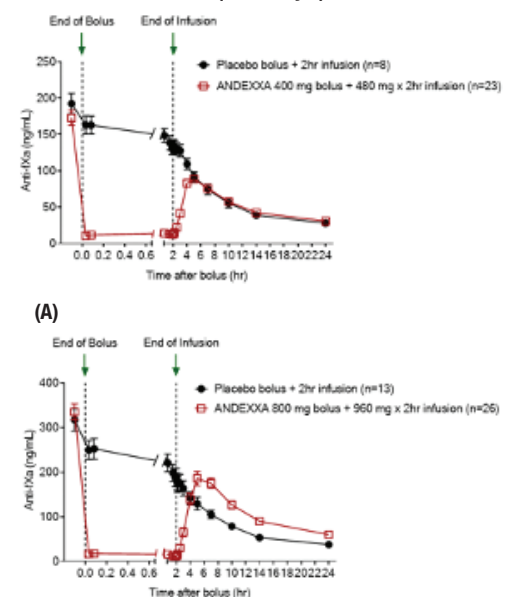 End of Bolus End of Infusion
Placebo bolus + 2hr infusion (n=8)
ANDEXXA 400 mg bolus + 480 mg x 2hr infusion (n=23)
Anti-fXa (ng/mL)
250
200
150
100
50
0
0.0 0.2 0.4 0.6 2 4 6 8 10 12 14 16 18 20 22 24
Time after bolus (hr)
(A)
End of Bolus End of Infusion
Placebo bolus + 2hr infusion (n=13)
ANDEXXA 800 mg bolus + 960 mg x 2hr infusion (n=26)
Anti-fXa (ng/mL)
400
300
200
100
0
0.0 0.2 0.4 0.6 2 4 6 8 10 12 14 16 18 20 22 24
Time after bolus (hr)